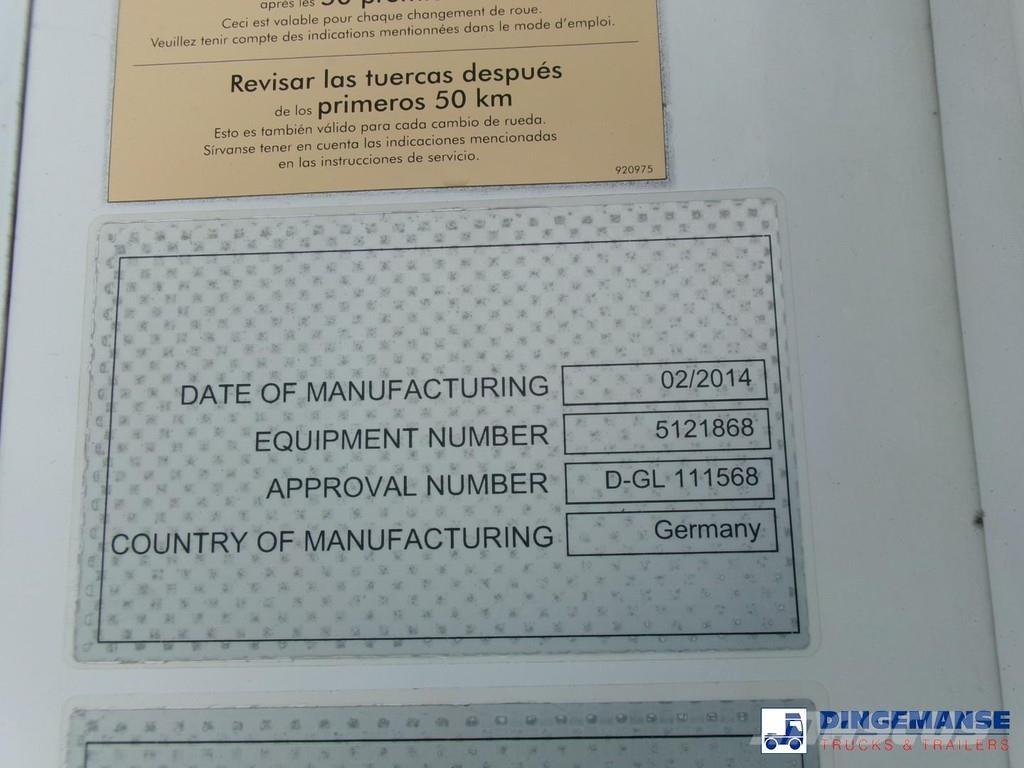 après les 50
Ceci est valable pour chaque changement de roue.
Veuillez tenir compte des indications mentionnées dans le mode d'emploi.
Revisar las tuercas después
de los primeros 50 km
Esto es también válido para cada cambio de rueda.
Sírvanse tener en cuenta las indicaciones mencionadas
en las instrucciones de servicio.
920975
DATE OF MANUFACTURING 02/2014
EQUIPMENT NUMBER 5121868
APPROVAL NUMBER D-GL 111568
COUNTRY OF MANUFACTURING Germany
DINGEMANSE
TRUCKS & TRAILERS